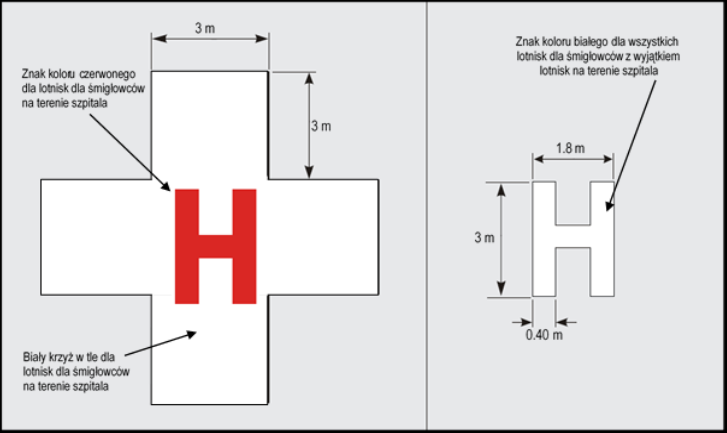 3 m
Znak koloru czerwonego
dla lotnisk dla śmigłowców
na terenie szpitala
3 m
H
Biały krzyż w tle dla
lotnisk dla śmigłowców
na terenie szpitala
Znak koloru białego dla wszystkich
lotnisk dla śmigłowców z wyjątkiem
lotnisk na terenie szpitala
1.8 m
3 m
H
0.40 m